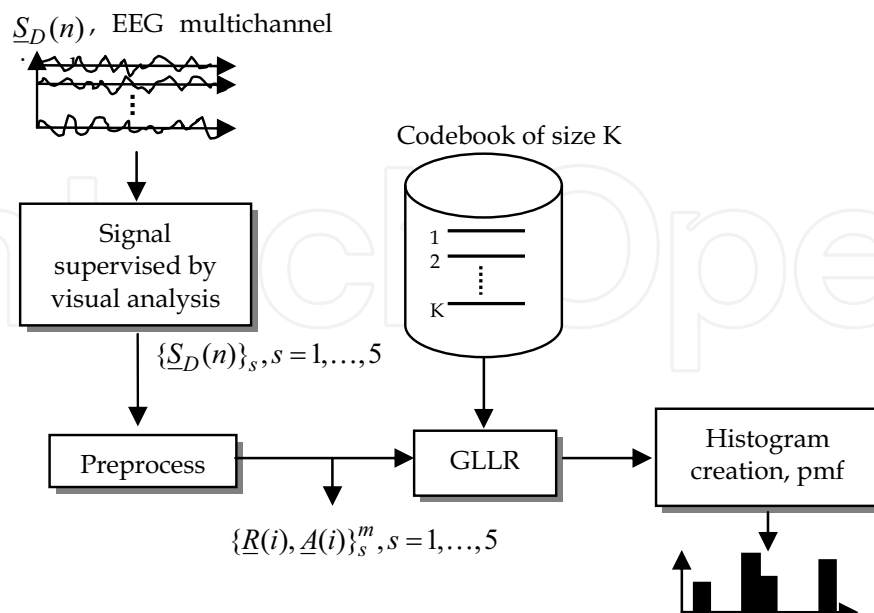 S_D(n), EEG multichannel
Codebook of size K
1
2
K
Signal
supervised by
visual analysis
{S_D(n)}_s, s = 1,…,5
Preprocess
GLLR
Histogram
creation, pmf
{R(i), A(i)}_s^m, s = 1,…,5